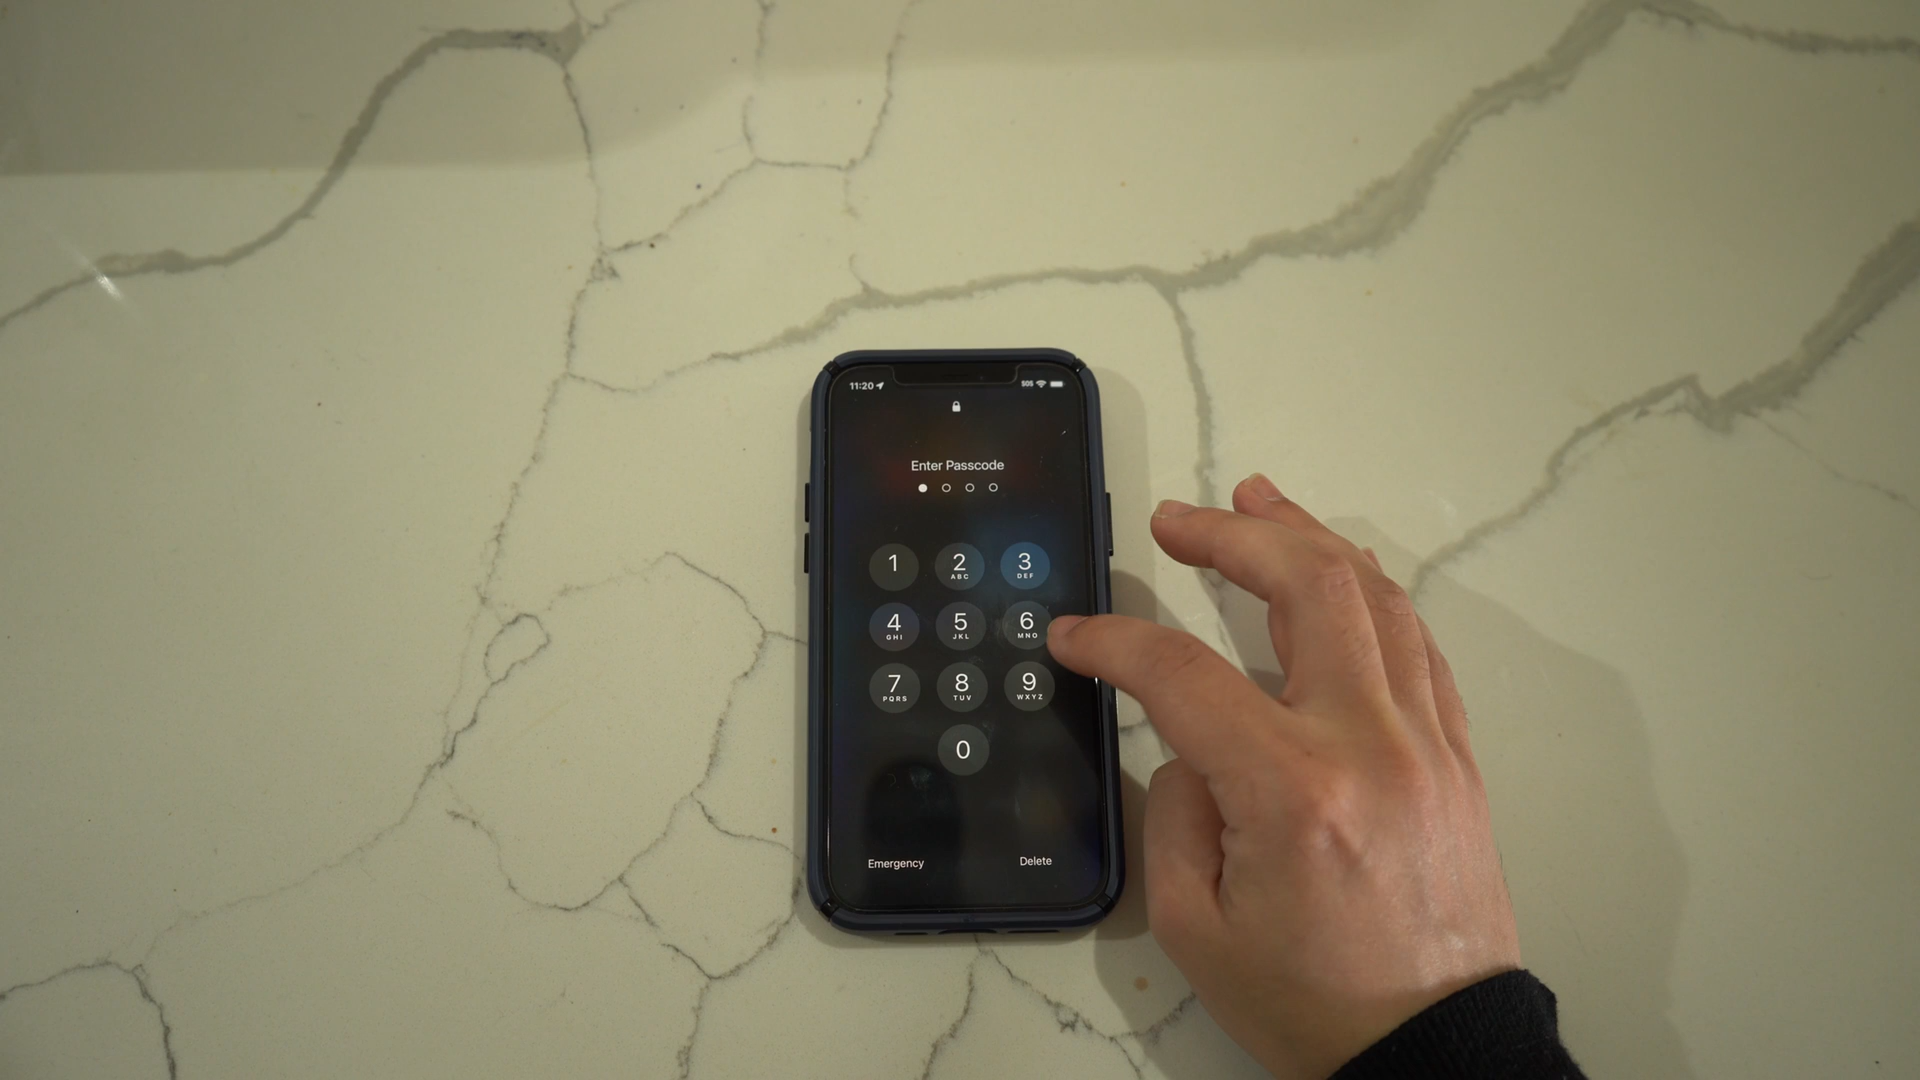 11:20 SOS
Enter Passcode
1 2 3
ABC DEF
4 5 6
GHI JKL MNO
7 8 9
PQRS TUV WXYZ
0
Emergency Delete